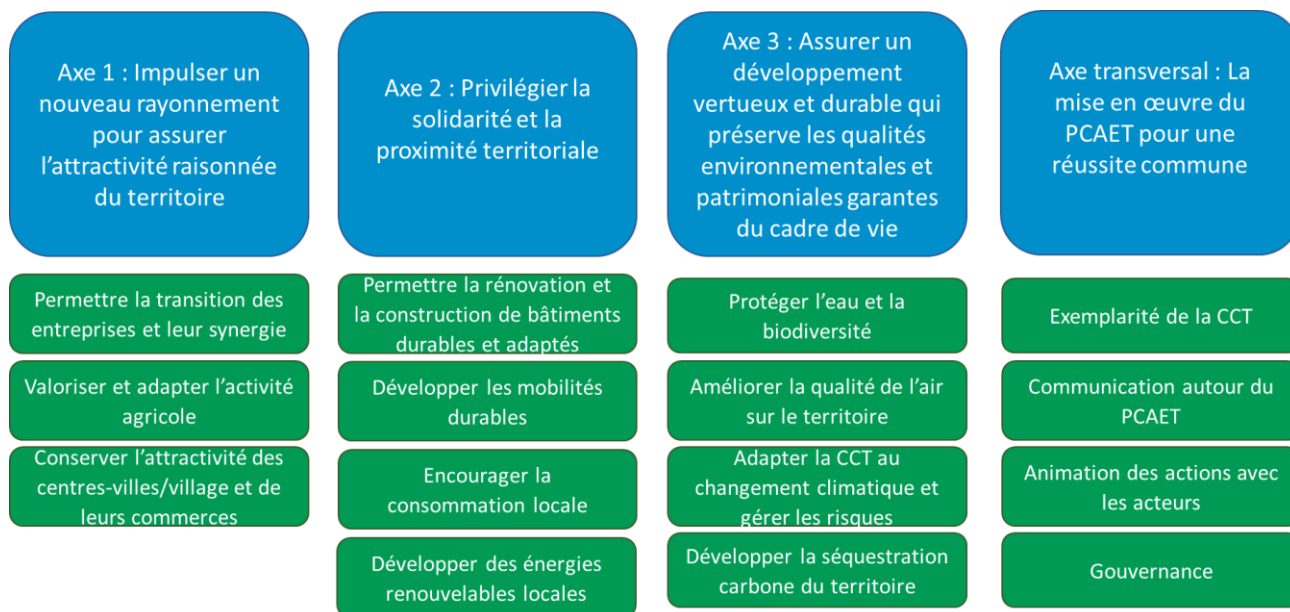 Axe 1 : Impulser un
nouveau rayonnement
pour assurer
l’attractivité raisonnée
du territoire
Permettre la transition des
entreprises et leur synergie
Valoriser et adapter l’activité
agricole
Conserver l’attractivité des
centres-villes/village et de
leurs commerces
Axe 2 : Privilégier la
solidarité et la
proximité territoriale
Permettre la rénovation et
la construction de bâtiments
durables et adaptés
Développer les mobilités
durables
Encourager la
consommation locale
Développer des énergies
renouvelables locales
Axe 3 : Assurer un
développement
vertueux et durable qui
préserve les qualités
environnementales et
patrimoniales garantes
du cadre de vie
Protéger l’eau et la
biodiversité
Améliorer la qualité de l’air
sur le territoire
Adapter la CCT au
changement climatique et
gérer les risques
Développer la séquestration
carbone du territoire
Axe transversal : La
mise en œuvre du
PCAET pour une
réussite commune
Exemplarité de la CCT
Communication autour du
PCAET
Animation des actions avec
les acteurs
Gouvernance